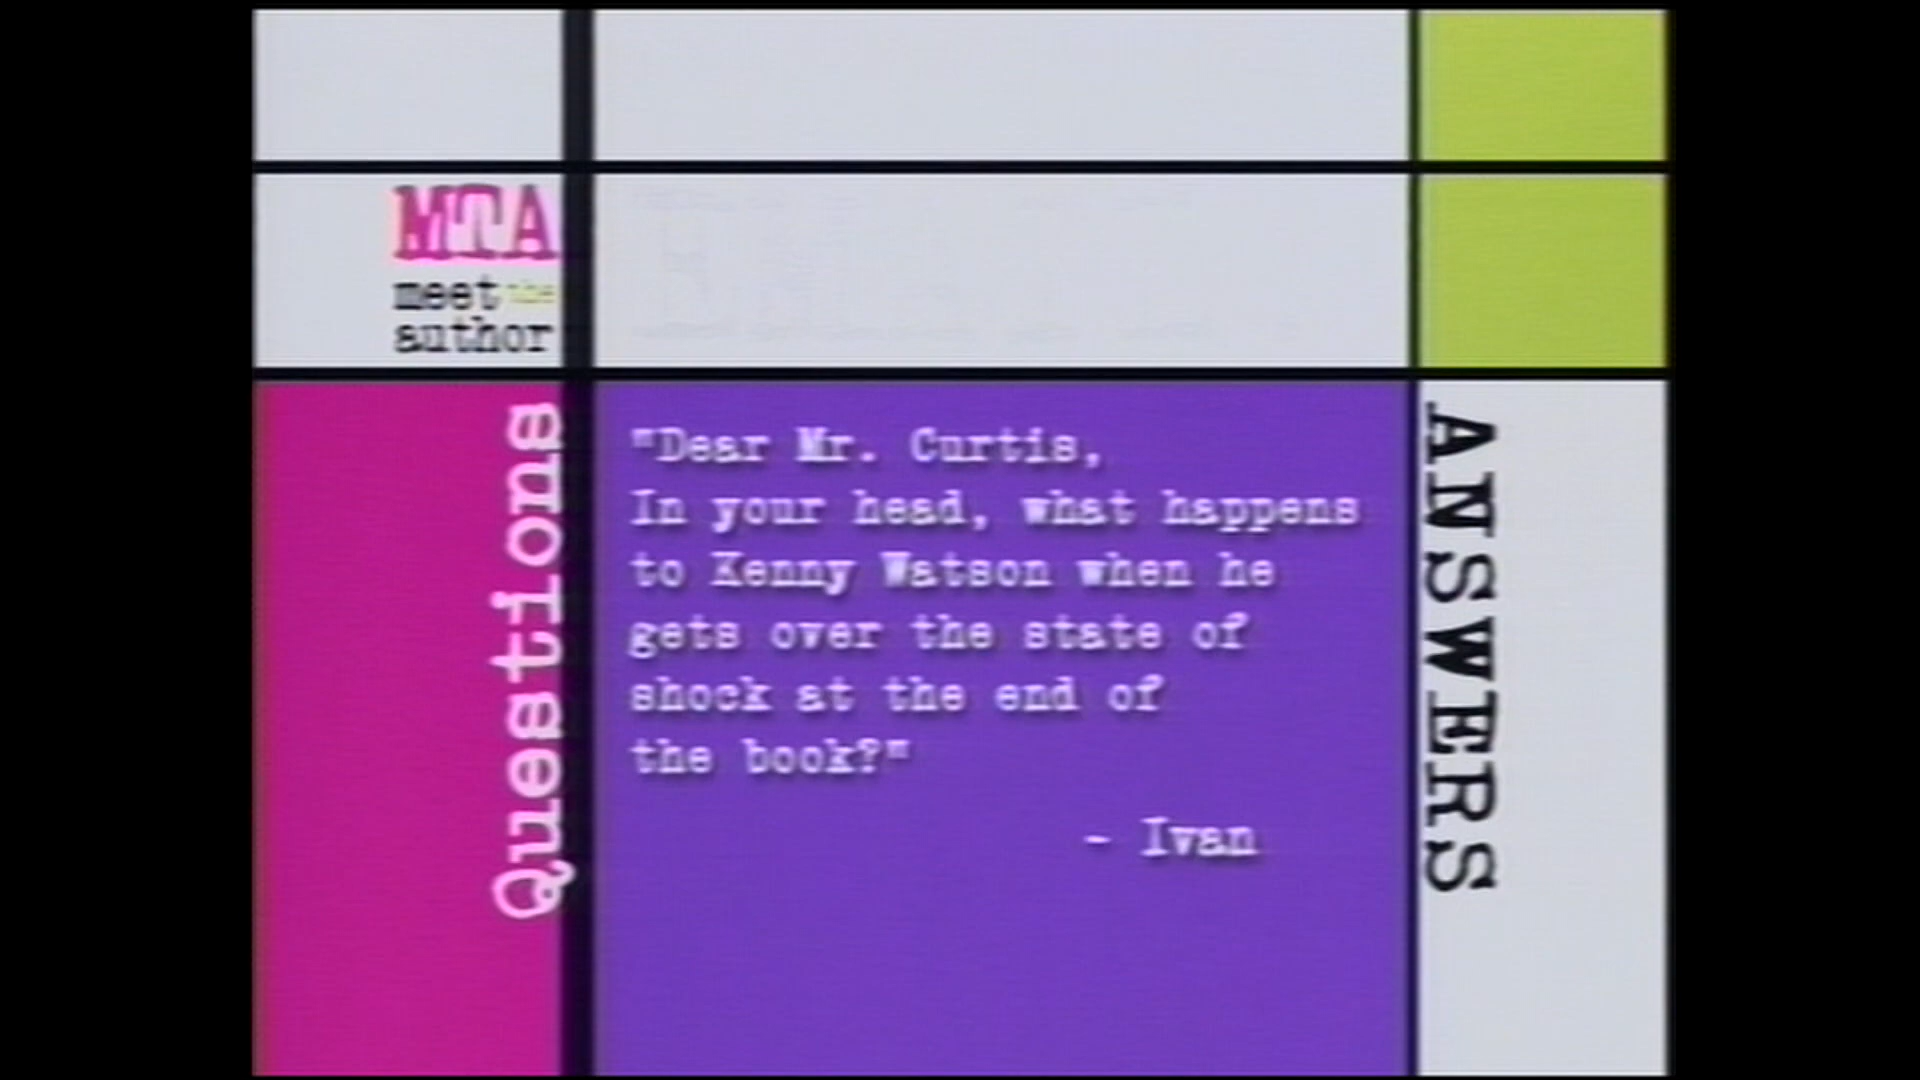 MTA
meet the
author
Questions
"Dear Mr. Curtis,
In your head, what happens
to Kenny Watson when he
gets over the state of
shock at the end of
the book?"
- Ivan
ANSWERS